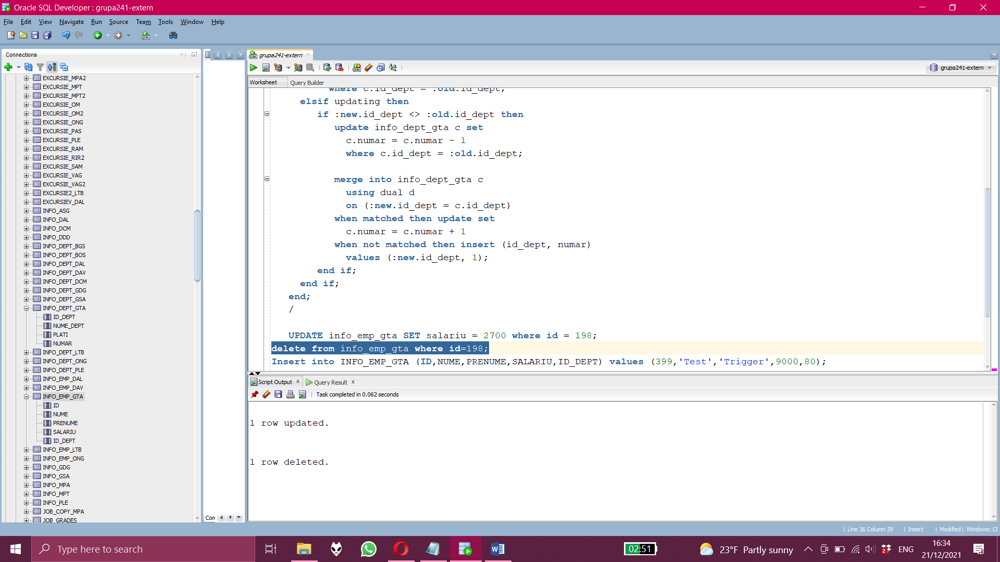 Oracle SQL Developer : grupa241-extern
File Edit View Navigate Run Source Team Tools Window Help
Connections
EXCURSIE_MPA2
EXCURSIE_MPT
EXCURSIE_MPT2
EXCURSIE_OM
EXCURSIE_OM2
EXCURSIE_ONG
EXCURSIE_PAS
EXCURSIE_PLE
EXCURSIE_RAM
EXCURSIE_RIR2
EXCURSIE_SAM
EXCURSIE_VAG
EXCURSIE_VAG2
EXCURSIE2_LTB
EXCURSIEV_DAL
INFO_ASG
INFO_DAL
INFO_DCM
INFO_DDD
INFO_DEPT_BGS
INFO_DEPT_BOS
INFO_DEPT_DAL
INFO_DEPT_DAV
INFO_DEPT_DCM
INFO_DEPT_GDG
INFO_DEPT_GSA
INFO_DEPT_GTA
ID_DEPT
NUME_DEPT
PLATI
NUMAR
INFO_DEPT_LTB
INFO_DEPT_ONG
INFO_DEPT_PLE
INFO_EMP_DAL
INFO_EMP_DAV
INFO_EMP_GTA
ID
NUME
PRENUME
SALARIU
ID_DEPT
INFO_EMP_LTB
INFO_EMP_ONG
INFO_GDG
INFO_GSA
INFO_MPA
INFO_MPT
INFO_PLE
JOB_COPY_MPA
JOB_GRADES
Com
grupa241-extern
grupa241-extern
Worksheet Query Builder
where c.id_dept = :old.id_dept;
elsif updating then
if :new.id_dept <> :old.id_dept then
update info_dept_gta c set
c.numar = c.numar - 1
where c.id_dept = :old.id_dept;
merge into info_dept_gta c
using dual d
on (:new.id_dept = c.id_dept)
when matched then update set
c.numar = c.numar + 1
when not matched then insert (id_dept, numar)
values (:new.id_dept, 1);
end if;
end if;
end;
/
UPDATE info_emp_gta SET salariu = 2700 where id = 198;
delete from info_emp_gta where id=198;
Insert into INFO_EMP_GTA (ID,NUME,PRENUME,SALARIU,ID_DEPT) values (399,'Test','Trigger',9000,80);
Script Output Query Result
Task completed in 0.062 seconds
1 row updated.
1 row deleted.
Line 36 Column 39 Insert Modified Windows: CF
Type here to search
02:51
23°F Partly sunny
2
ENG
16:34
21/12/2021